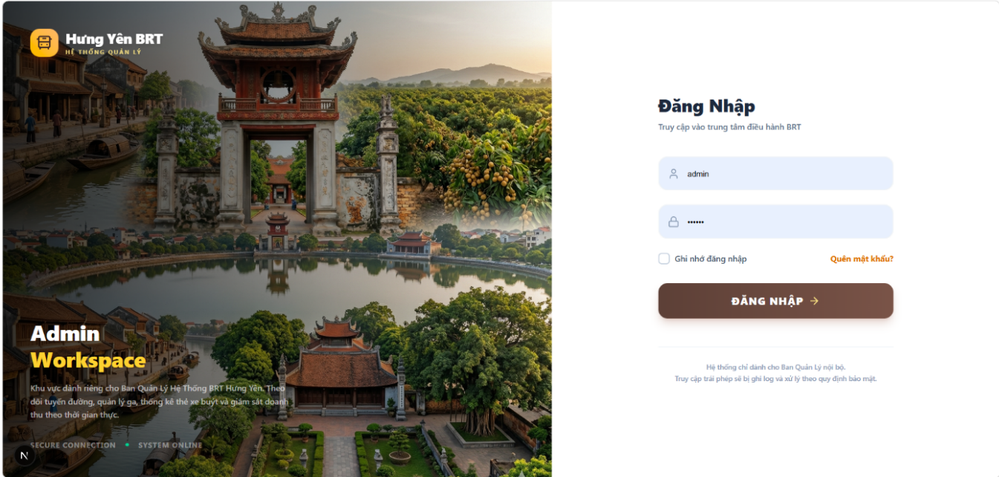 Hưng Yên BRT
HỆ THỐNG QUẢN LÝ
Admin
Workspace
Khu vực dành riêng cho Ban Quản Lý Hệ Thống BRT Hưng Yên. Theo
dõi tuyến đường, quản lý ga, thống kê thẻ xe buýt và giám sát doanh
thu theo thời gian thực.
SECURE CONNECTION • SYSTEM ONLINE
N
Đăng Nhập
Truy cập vào trung tâm điều hành BRT
admin
••••••
Ghi nhớ đăng nhập
Quên mật khẩu?
ĐĂNG NHẬP →
Hệ thống chỉ dành cho Ban Quản Lý nội bộ.
Truy cập trái phép sẽ bị ghi log và xử lý theo quy định bảo mật.